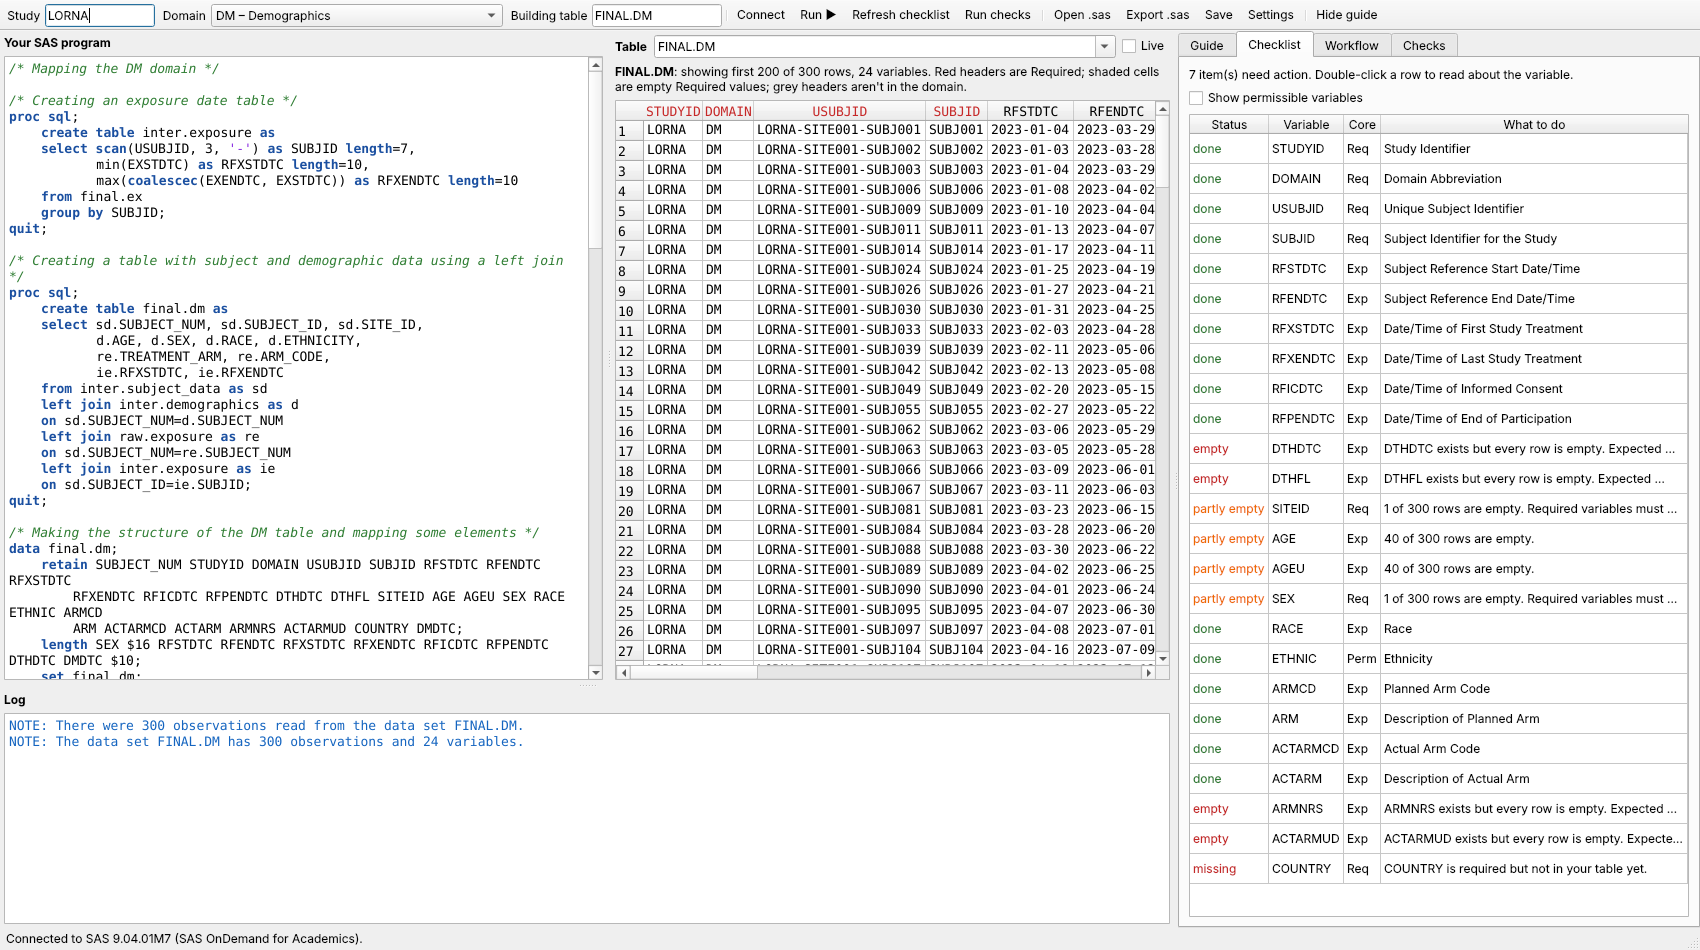 Study LORNA Domain DM – Demographics Building table FINAL.DM Connect Run ▶ Refresh checklist Run checks Open .sas Export .sas Save Settings Hide guide
Your SAS program
/* Mapping the DM domain */
/* Creating an exposure date table */
proc sql;
create table inter.exposure as
select scan(USUBJID, 3, '-') as SUBJID length=7,
min(EXSTDTC) as RFXSTDTC length=10,
max(coalescec(EXENDTC, EXSTDTC)) as RFXENDTC length=10
from final.ex
group by SUBJID;
quit;
/* Creating a table with subject and demographic data using a left join
*/
proc sql;
create table final.dm as
select sd.SUBJECT_NUM, sd.SUBJECT_ID, sd.SITE_ID,
d.AGE, d.SEX, d.RACE, d.ETHNICITY,
re.TREATMENT_ARM, re.ARM_CODE,
ie.RFXSTDTC, ie.RFXENDTC
from inter.subject_data as sd
left join inter.demographics as d
on sd.SUBJECT_NUM=d.SUBJECT_NUM
left join raw.exposure as re
on sd.SUBJECT_NUM=re.SUBJECT_NUM
left join inter.exposure as ie
on sd.SUBJECT_ID=ie.SUBJID;
quit;
/* Making the structure of the DM table and mapping some elements */
data final.dm;
retain SUBJECT_NUM STUDYID DOMAIN USUBJID SUBJID RFSTDTC RFENDTC
RFXSTDTC
RFXENDTC RFICDTC RFPENDTC DTHDTC DTHFL SITEID AGE AGEU SEX RACE
ETHNIC ARMCD
ARM ACTARMCD ACTARM ARMNRS ACTARMUD COUNTRY DMDTC;
length SEX $16 RFSTDTC RFENDTC RFXSTDTC RFXENDTC RFICDTC RFPENDTC
DTHDTC DMDTC $10;
set final.dm;
Table FINAL.DM Live
FINAL.DM: showing first 200 of 300 rows, 24 variables. Red headers are Required; shaded cells
are empty Required values; grey headers aren't in the domain.
STUDYID DOMAIN USUBJID SUBJID RFSTDTC RFENDTC
1 LORNA DM LORNA-SITE001-SUBJ001 SUBJ001 2023-01-04 2023-03-29
2 LORNA DM LORNA-SITE001-SUBJ002 SUBJ002 2023-01-03 2023-03-28
3 LORNA DM LORNA-SITE001-SUBJ003 SUBJ003 2023-01-04 2023-03-29
4 LORNA DM LORNA-SITE001-SUBJ006 SUBJ006 2023-01-08 2023-04-02
5 LORNA DM LORNA-SITE001-SUBJ009 SUBJ009 2023-01-10 2023-04-04
6 LORNA DM LORNA-SITE001-SUBJ011 SUBJ011 2023-01-13 2023-04-07
7 LORNA DM LORNA-SITE001-SUBJ014 SUBJ014 2023-01-17 2023-04-11
8 LORNA DM LORNA-SITE001-SUBJ024 SUBJ024 2023-01-25 2023-04-19
9 LORNA DM LORNA-SITE001-SUBJ026 SUBJ026 2023-01-27 2023-04-21
10 LORNA DM LORNA-SITE001-SUBJ030 SUBJ030 2023-01-31 2023-04-25
11 LORNA DM LORNA-SITE001-SUBJ033 SUBJ033 2023-02-03 2023-04-28
12 LORNA DM LORNA-SITE001-SUBJ039 SUBJ039 2023-02-11 2023-05-06
13 LORNA DM LORNA-SITE001-SUBJ042 SUBJ042 2023-02-13 2023-05-08
14 LORNA DM LORNA-SITE001-SUBJ049 SUBJ049 2023-02-20 2023-05-15
15 LORNA DM LORNA-SITE001-SUBJ055 SUBJ055 2023-02-27 2023-05-22
16 LORNA DM LORNA-SITE001-SUBJ062 SUBJ062 2023-03-06 2023-05-29
17 LORNA DM LORNA-SITE001-SUBJ063 SUBJ063 2023-03-05 2023-05-28
18 LORNA DM LORNA-SITE001-SUBJ066 SUBJ066 2023-03-09 2023-06-01
19 LORNA DM LORNA-SITE001-SUBJ067 SUBJ067 2023-03-11 2023-06-03
20 LORNA DM LORNA-SITE001-SUBJ081 SUBJ081 2023-03-23 2023-06-15
21 LORNA DM LORNA-SITE001-SUBJ084 SUBJ084 2023-03-28 2023-06-20
22 LORNA DM LORNA-SITE001-SUBJ088 SUBJ088 2023-03-30 2023-06-22
23 LORNA DM LORNA-SITE001-SUBJ089 SUBJ089 2023-04-02 2023-06-25
24 LORNA DM LORNA-SITE001-SUBJ090 SUBJ090 2023-04-01 2023-06-24
25 LORNA DM LORNA-SITE001-SUBJ095 SUBJ095 2023-04-07 2023-06-30
26 LORNA DM LORNA-SITE001-SUBJ097 SUBJ097 2023-04-08 2023-07-01
27 LORNA DM LORNA-SITE001-SUBJ104 SUBJ104 2023-04-16 2023-07-09
Guide Checklist Workflow Checks
7 item(s) need action. Double-click a row to read about the variable.
Show permissible variables
Status Variable Core What to do
done STUDYID Req Study Identifier
done DOMAIN Req Domain Abbreviation
done USUBJID Req Unique Subject Identifier
done SUBJID Req Subject Identifier for the Study
done RFSTDTC Exp Subject Reference Start Date/Time
done RFENDTC Exp Subject Reference End Date/Time
done RFXSTDTC Exp Date/Time of First Study Treatment
done RFXENDTC Exp Date/Time of Last Study Treatment
done RFICDTC Exp Date/Time of Informed Consent
done RFPENDTC Exp Date/Time of End of Participation
empty DTHDTC Exp DTHDTC exists but every row is empty. Expected ...
empty DTHFL Exp DTHFL exists but every row is empty. Expected ...
partly empty SITEID Req 1 of 300 rows are empty. Required variables must ...
partly empty AGE Exp 40 of 300 rows are empty.
partly empty AGEU Exp 40 of 300 rows are empty.
partly empty SEX Req 1 of 300 rows are empty. Required variables must ...
done RACE Exp Race
done ETHNIC Perm Ethnicity
done ARMCD Exp Planned Arm Code
done ARM Exp Description of Planned Arm
done ACTARMCD Exp Actual Arm Code
done ACTARM Exp Description of Actual Arm
empty ARMNRS Exp ARMNRS exists but every row is empty. Expected ...
empty ACTARMUD Exp ACTARMUD exists but every row is empty. Expecte...
missing COUNTRY Req COUNTRY is required but not in your table yet.
Log
NOTE: There were 300 observations read from the data set FINAL.DM.
NOTE: The data set FINAL.DM has 300 observations and 24 variables.
Connected to SAS 9.04.01M7 (SAS OnDemand for Academics).